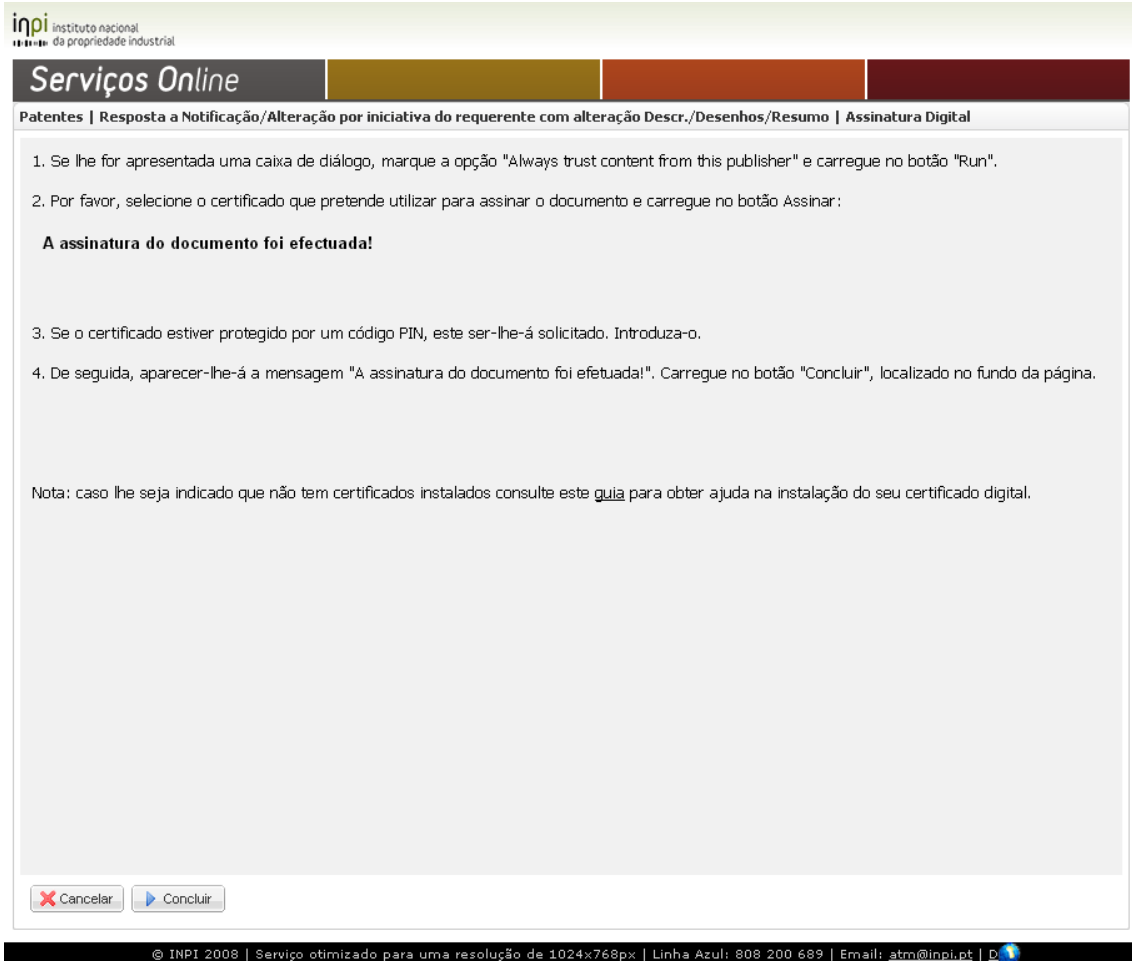 inpi instituto nacional
da propriedade industrial
Serviços Online
Patentes | Resposta a Notificação/Alteração por iniciativa do requerente com alteração Descr./Desenhos/Resumo | Assinatura Digital
1. Se lhe for apresentada uma caixa de diálogo, marque a opção "Always trust content from this publisher" e carregue no botão "Run".
2. Por favor, selecione o certificado que pretende utilizar para assinar o documento e carregue no botão Assinar:
A assinatura do documento foi efectuada!
3. Se o certificado estiver protegido por um código PIN, este ser-lhe-á solicitado. Introduza-o.
4. De seguida, aparecer-lhe-á a mensagem "A assinatura do documento foi efetuada!". Carregue no botão "Concluir", localizado no fundo da página.
Nota: caso lhe seja indicado que não tem certificados instalados consulte este guia para obter ajuda na instalação do seu certificado digital.
Cancelar Concluir
© INPI 2008 | Serviço otimizado para uma resolução de 1024x768px | Linha Azul: 808 200 689 | Email: atm@inpi.pt | D